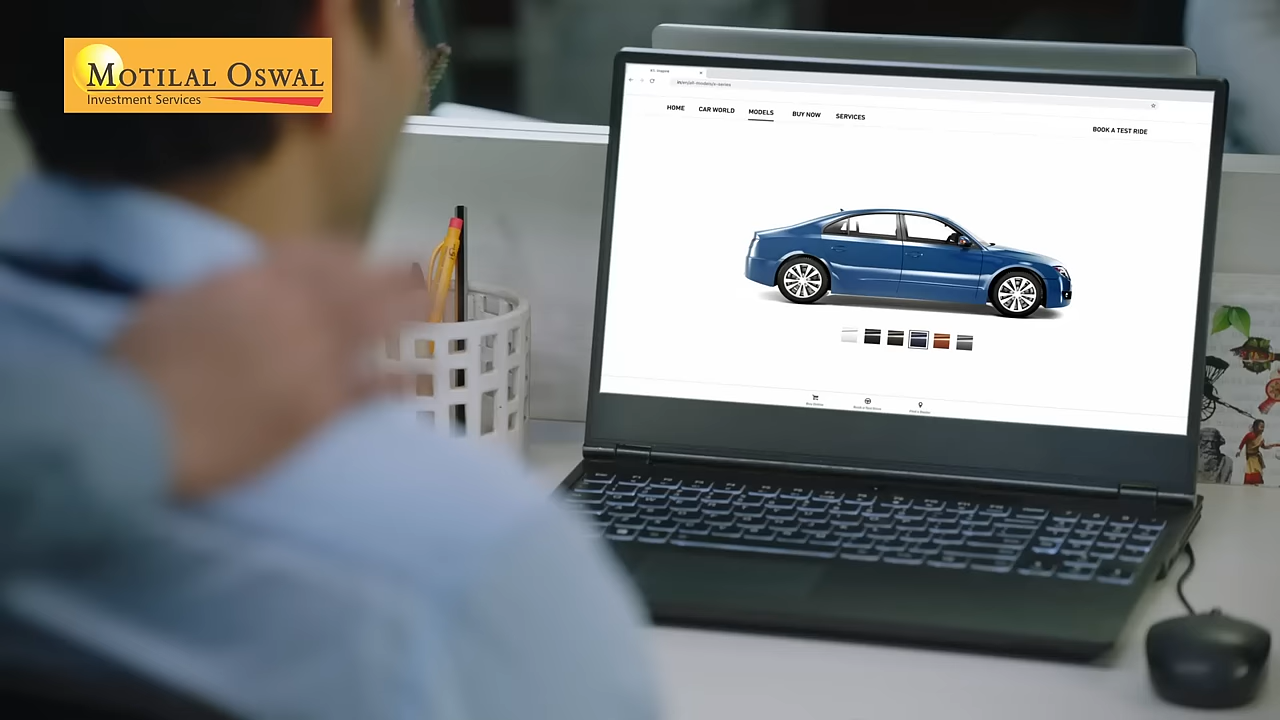 MOTILAL OSWAL
Investment Services
HOME CAR WORLD MODELS BUY NOW SERVICES
BOOK A TEST RIDE